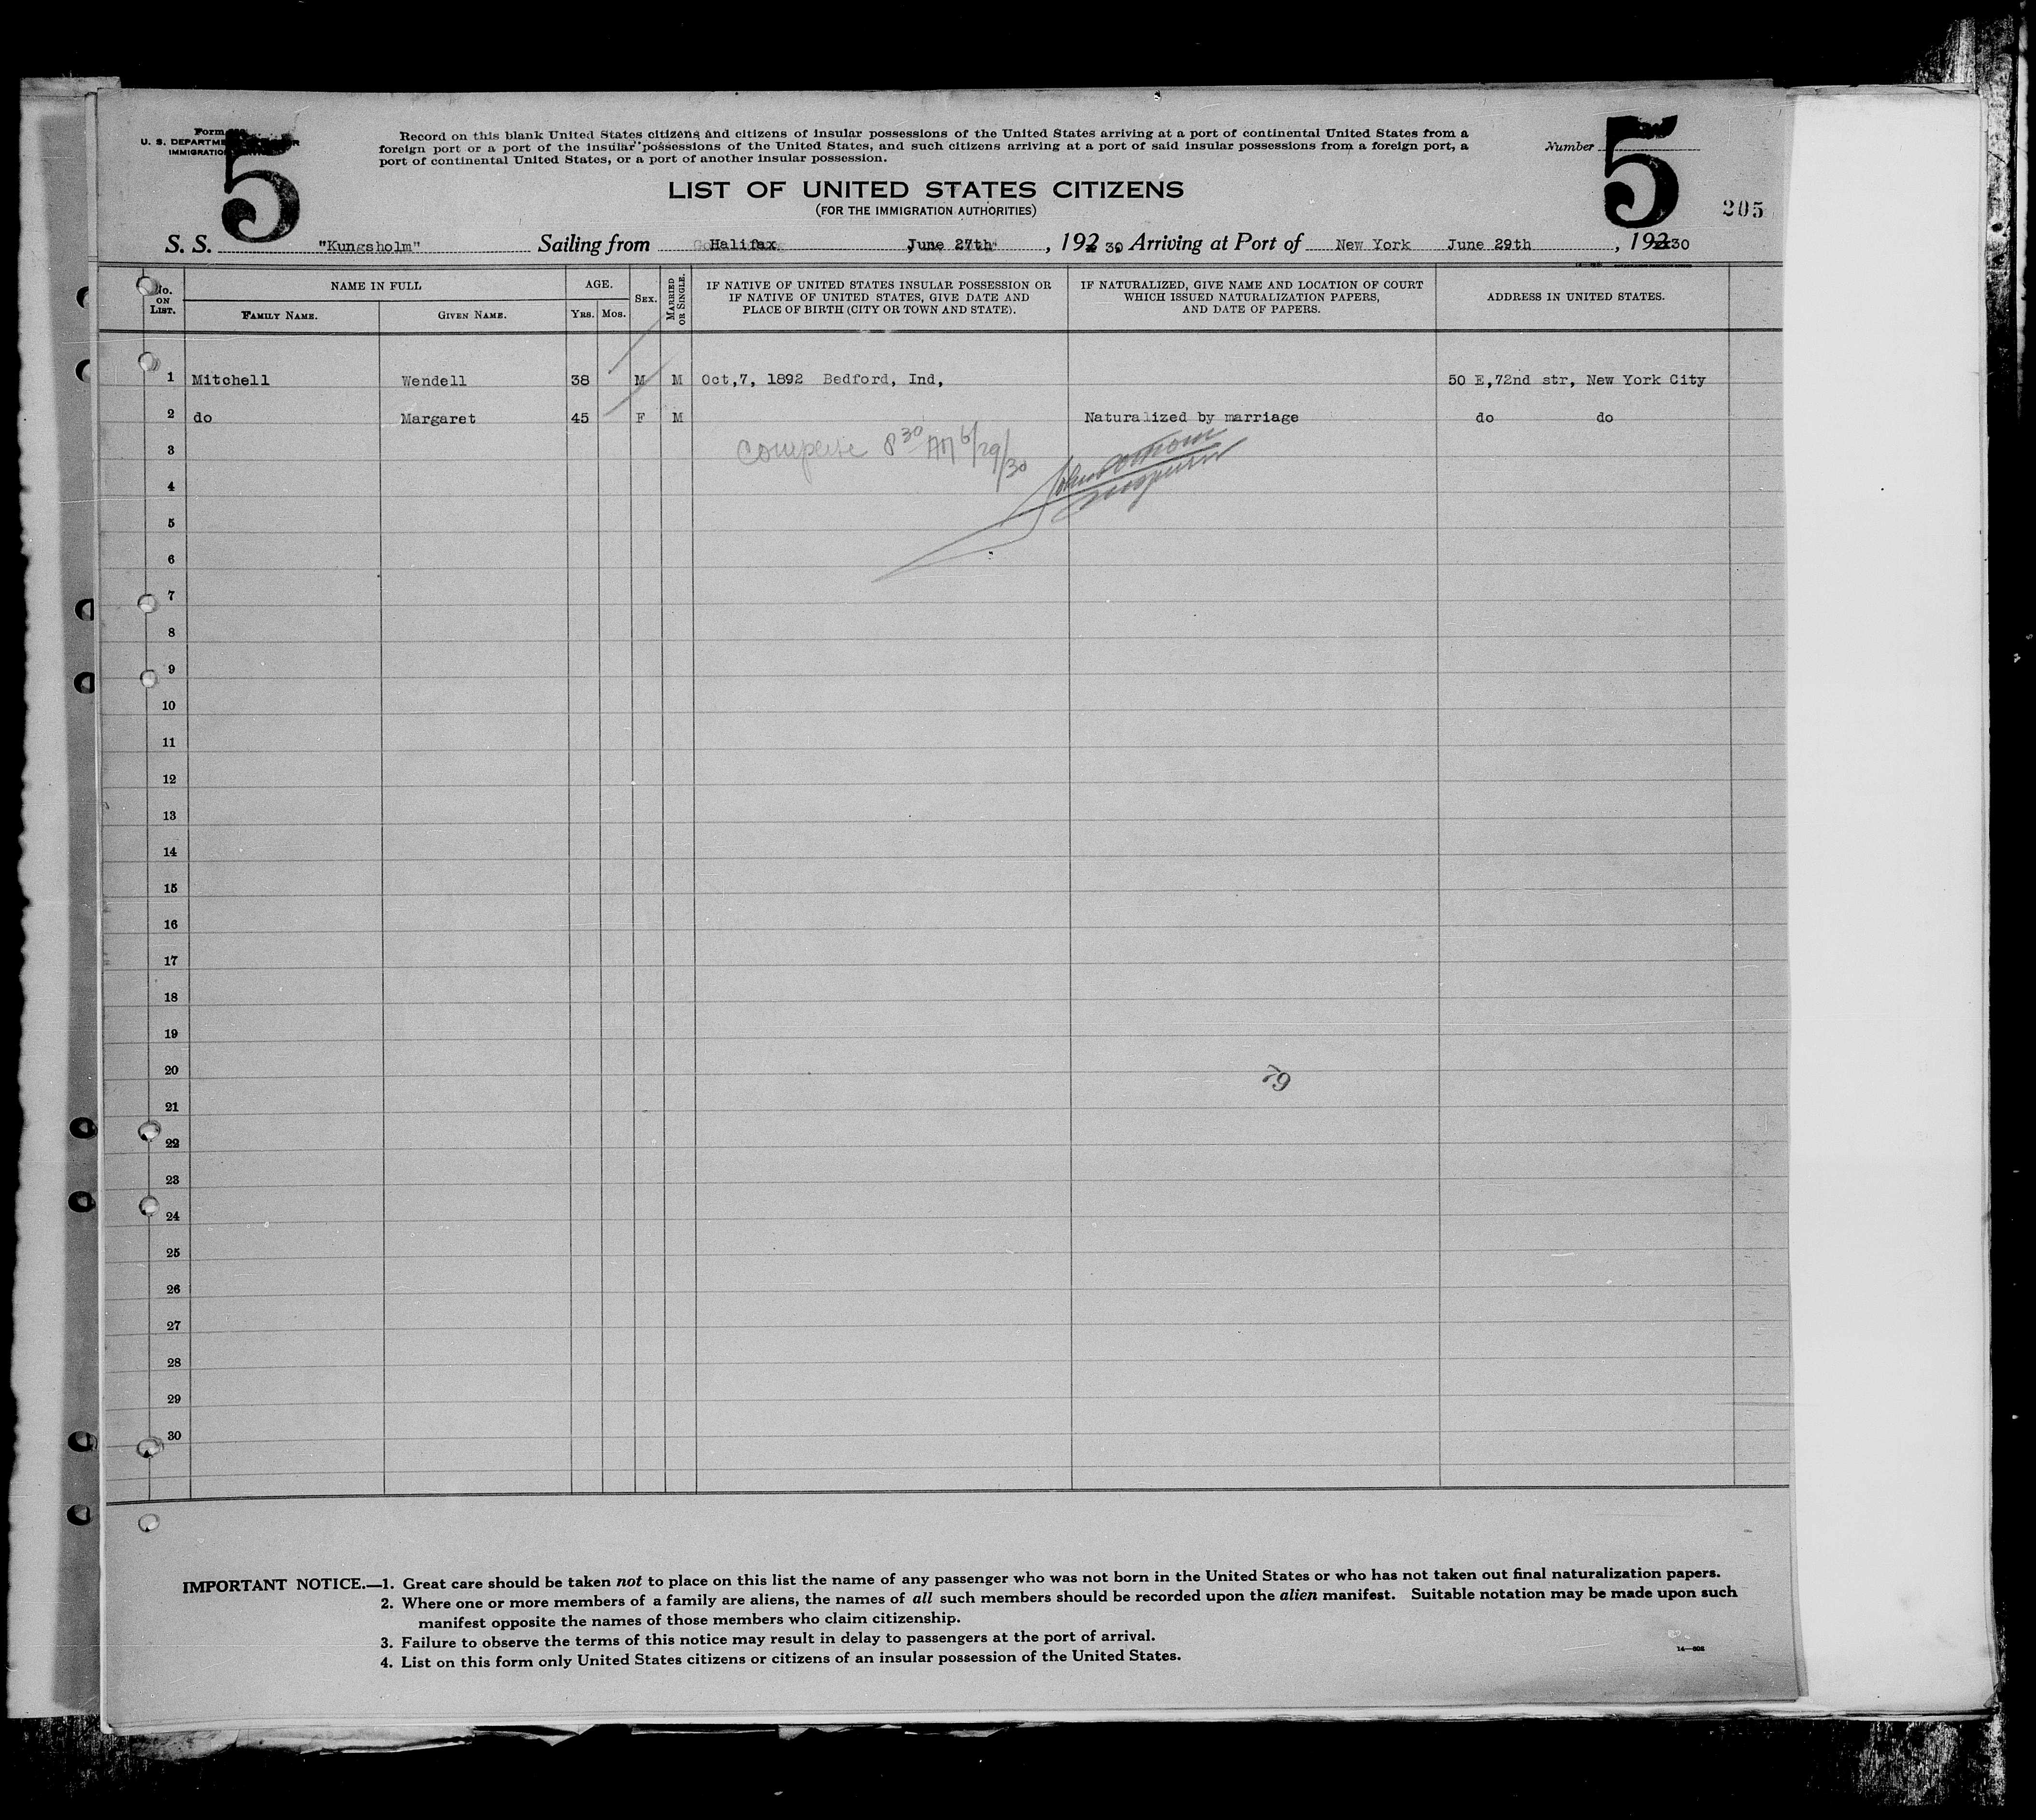 Form
U. S. DEPARTME
IMMIGRATIO
5
Record on this blank United States citizens and citizens of insular possessions of the United States arriving at a port of continental United States from a
foreign port or a port of the insular possessions of the United States, and such citizens arriving at a port of said insular possessions from a foreign port, a
port of continental United States, or a port of another insular possession.
Number
5
205
LIST OF UNITED STATES CITIZENS
(FOR THE IMMIGRATION AUTHORITIES)
S. S. "Kungsholm" Sailing from Halifax, June 27th, 192 30 Arriving at Port of New York June 29th, 19230
No. ON LIST.
NAME IN FULL
FAMILY NAME. GIVEN NAME.
AGE.
YRS. MOS.
SEX.
MARRIED OR SINGLE.
IF NATIVE OF UNITED STATES INSULAR POSSESSION OR
IF NATIVE OF UNITED STATES, GIVE DATE AND
PLACE OF BIRTH (CITY OR TOWN AND STATE).
IF NATURALIZED, GIVE NAME AND LOCATION OF COURT
WHICH ISSUED NATURALIZATION PAPERS,
AND DATE OF PAPERS.
ADDRESS IN UNITED STATES.
1 Mitchell Wendell 38 M M Oct,7, 1892 Bedford, Ind, 50 E,72nd str, New York City
2 do Margaret 45 F M Naturalized by marriage do do
8 30 AM 6/29/30
3
4
5
6
7
8
9
10
11
12
13
14
15
16
17
18
19
20
79
21
22
23
24
25
26
27
28
29
30
IMPORTANT NOTICE.—1. Great care should be taken not to place on this list the name of any passenger who was not born in the United States or who has not taken out final naturalization papers.
2. Where one or more members of a family are aliens, the names of all such members should be recorded upon the alien manifest. Suitable notation may be made upon such
manifest opposite the names of those members who claim citizenship.
3. Failure to observe the terms of this notice may result in delay to passengers at the port of arrival.
4. List on this form only United States citizens or citizens of an insular possession of the United States.